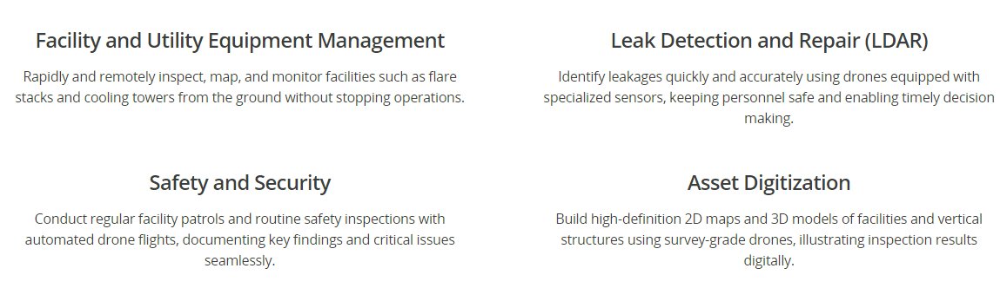 Facility and Utility Equipment Management
Rapidly and remotely inspect, map, and monitor facilities such as flare
stacks and cooling towers from the ground without stopping operations.
Leak Detection and Repair (LDAR)
Identify leakages quickly and accurately using drones equipped with
specialized sensors, keeping personnel safe and enabling timely decision
making.
Safety and Security
Conduct regular facility patrols and routine safety inspections with
automated drone flights, documenting key findings and critical issues
seamlessly.
Asset Digitization
Build high-definition 2D maps and 3D models of facilities and vertical
structures using survey-grade drones, illustrating inspection results
digitally.